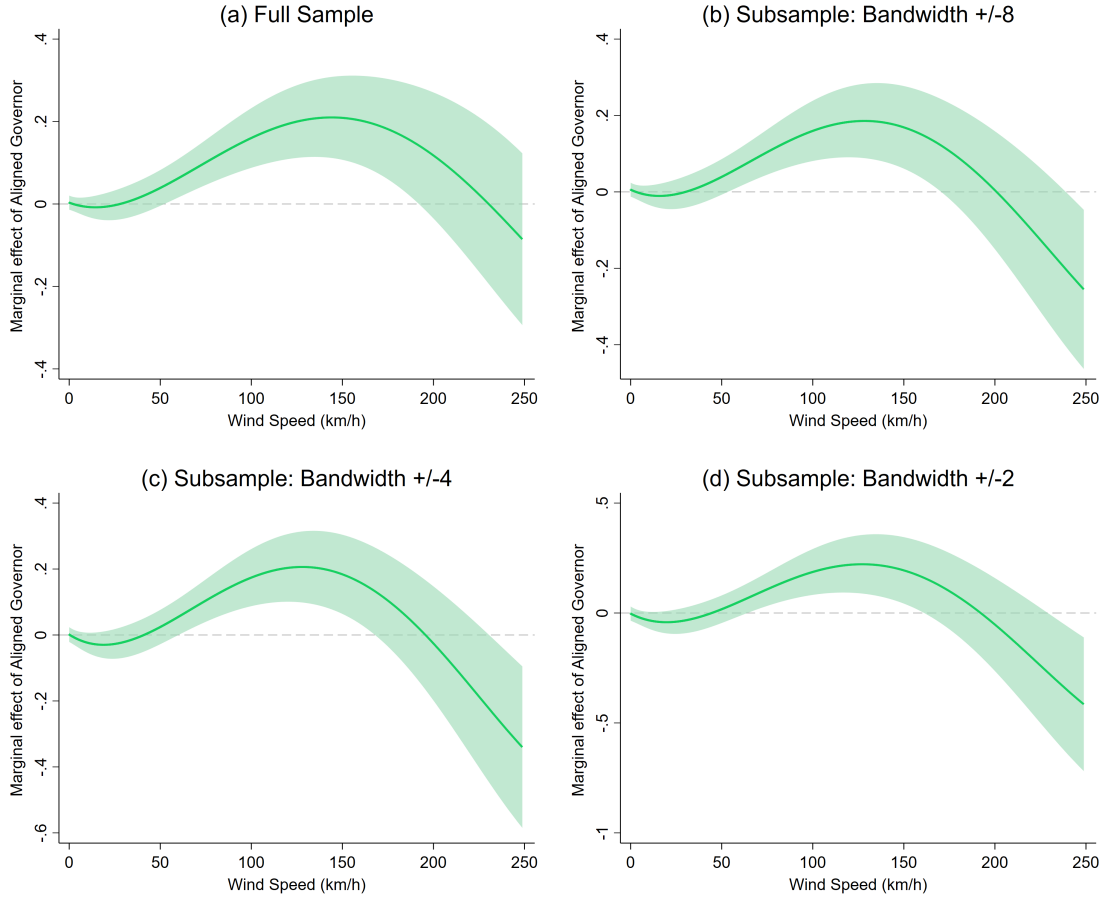 (a) Full Sample
Marginal effect of Aligned Governor
.4
.2
0
-.2
-.4
0 50 100 150 200 250
Wind Speed (km/h)
(b) Subsample: Bandwidth +/-8
Marginal effect of Aligned Governor
.4
.2
0
-.2
-.4
0 50 100 150 200 250
Wind Speed (km/h)
(c) Subsample: Bandwidth +/-4
Marginal effect of Aligned Governor
.4
.2
0
-.2
-.4
-.6
0 50 100 150 200 250
Wind Speed (km/h)
(d) Subsample: Bandwidth +/-2
Marginal effect of Aligned Governor
.5
0
-.5
-1
0 50 100 150 200 250
Wind Speed (km/h)